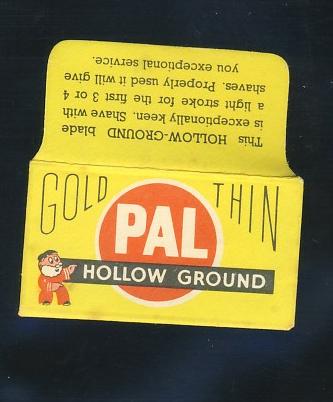 This HOLLOW-GROUND blade
is exceptionally keen. Shave with
a light stroke for the first 3 or 4
shaves. Properly used it will give
you exceptional service.
GOLD THIN
PAL
HOLLOW GROUND